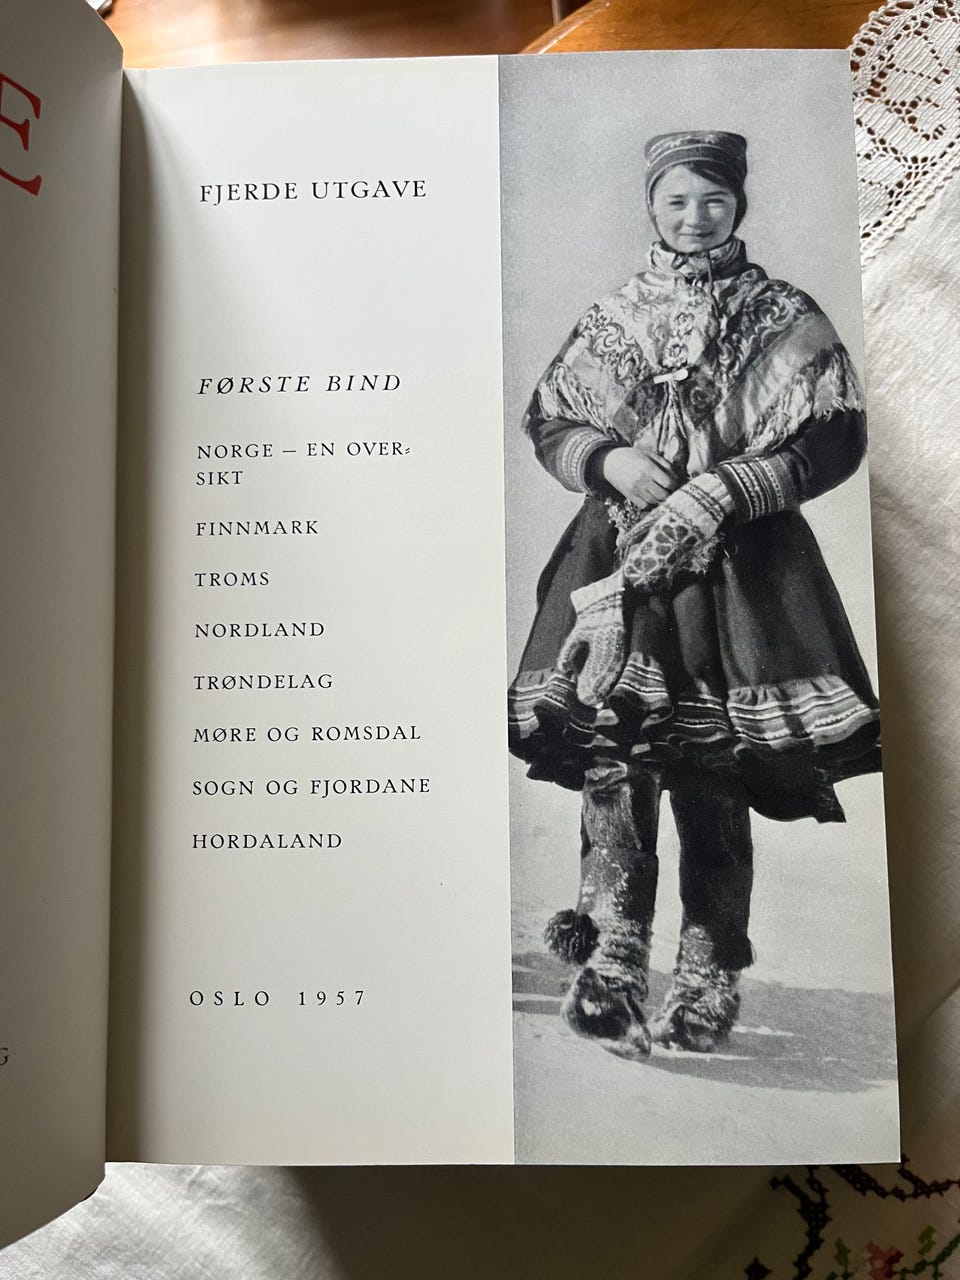 E
FJERDE UTGAVE
FØRSTE BIND
NORGE – EN OVER⸗
SIKT
FINNMARK
TROMS
NORDLAND
TRØNDELAG
MØRE OG ROMSDAL
SOGN OG FJORDANE
HORDALAND
OSLO 1957
G